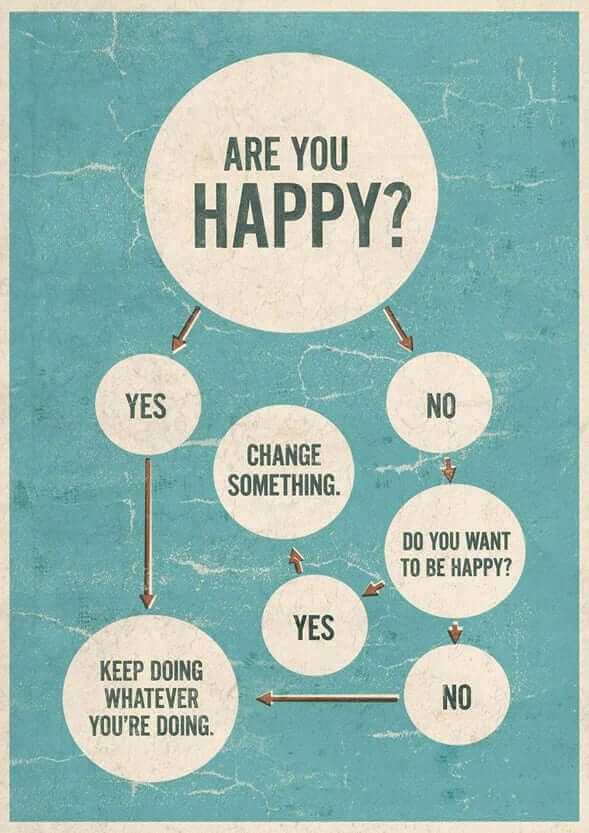 ARE YOU
HAPPY?
YES
NO
CHANGE
SOMETHING.
DO YOU WANT
TO BE HAPPY?
YES
KEEP DOING
WHATEVER
YOU'RE DOING.
NO